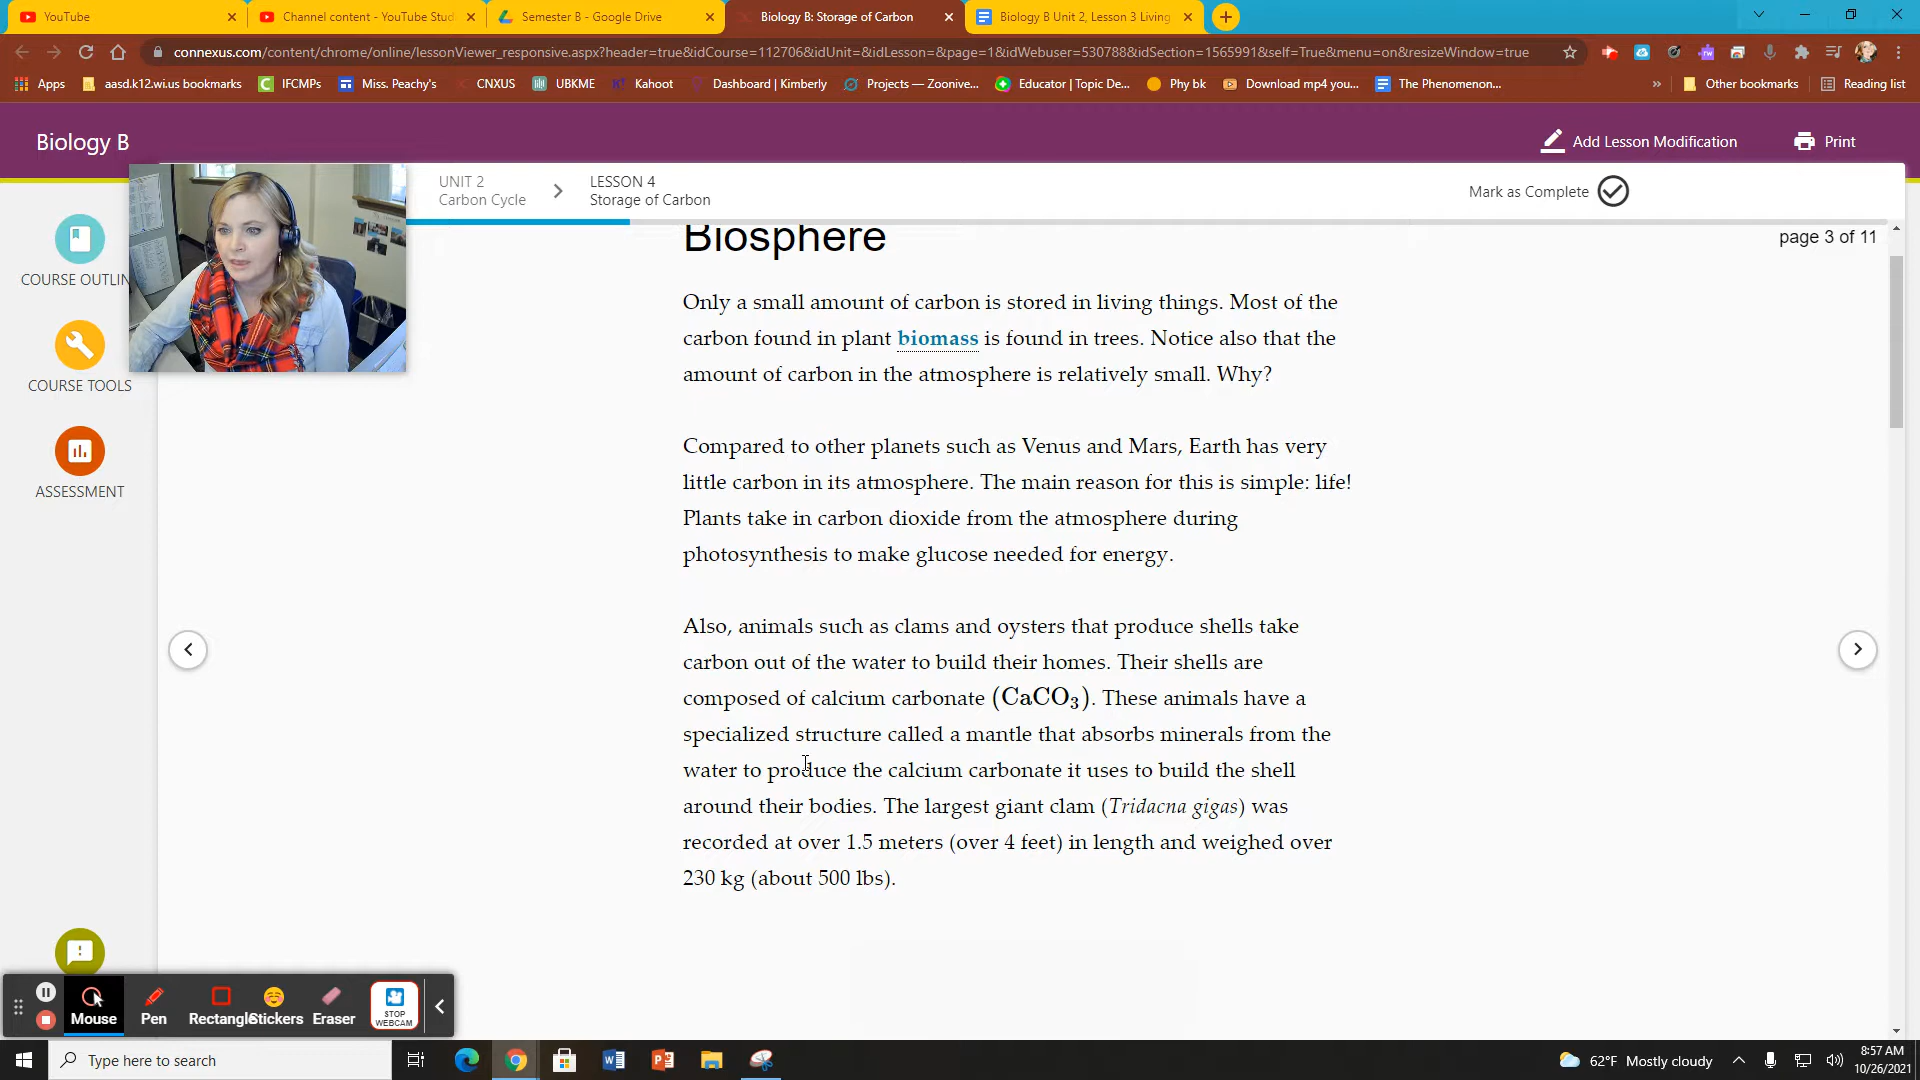 YouTube
Channel content - YouTube Stud
Semester B - Google Drive
Biology B: Storage of Carbon
Biology B Unit 2, Lesson 3 Living
connexus.com/content/chrome/online/lessonViewer_responsive.aspx?header=true&idCourse=112706&idUnit=&idLesson=&page=1&idWebuser=530788&idSection=1565991&self=True&menu=on&resizeWindow=true
Apps
aasd.k12.wi.us bookmarks
IFCMPs
Miss. Peachy's
CNXUS
UBKME
Kahoot
Dashboard | Kimberly
Projects — Zoonive...
Educator | Topic De...
Phy bk
Download mp4 you...
The Phenomenon...
Other bookmarks
Reading list
Biology B
Add Lesson Modification
Print
UNIT 2
Carbon Cycle
LESSON 4
Storage of Carbon
Mark as Complete
COURSE OUTLIN
COURSE TOOLS
ASSESSMENT
Biosphere
page 3 of 11
Only a small amount of carbon is stored in living things. Most of the
carbon found in plant biomass is found in trees. Notice also that the
amount of carbon in the atmosphere is relatively small. Why?
Compared to other planets such as Venus and Mars, Earth has very
little carbon in its atmosphere. The main reason for this is simple: life!
Plants take in carbon dioxide from the atmosphere during
photosynthesis to make glucose needed for energy.
Also, animals such as clams and oysters that produce shells take
carbon out of the water to build their homes. Their shells are
composed of calcium carbonate (CaCO₃). These animals have a
specialized structure called a mantle that absorbs minerals from the
water to produce the calcium carbonate it uses to build the shell
around their bodies. The largest giant clam (Tridacna gigas) was
recorded at over 1.5 meters (over 4 feet) in length and weighed over
230 kg (about 500 lbs).
Mouse
Pen
Rectangle
Stickers
Eraser
STOP
WEBCAM
Type here to search
62°F Mostly cloudy
8:57 AM
10/26/2021